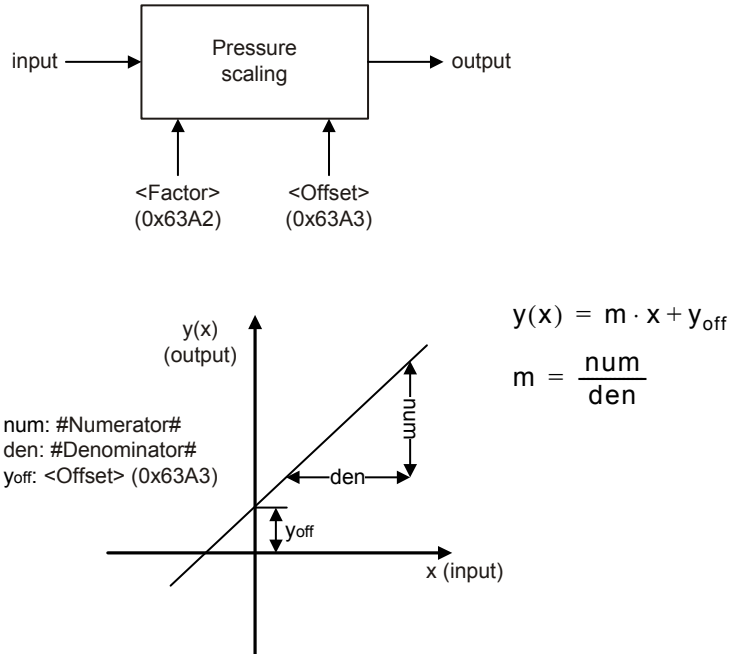 input
Pressure
scaling
output
<Factor>
(0x63A2)
<Offset>
(0x63A3)
y(x)
(output)
y(x) = m · x + yoff
m = num
den
num: #Numerator#
den: #Denominator#
yoff: <Offset> (0x63A3)
num
den
yoff
x (input)